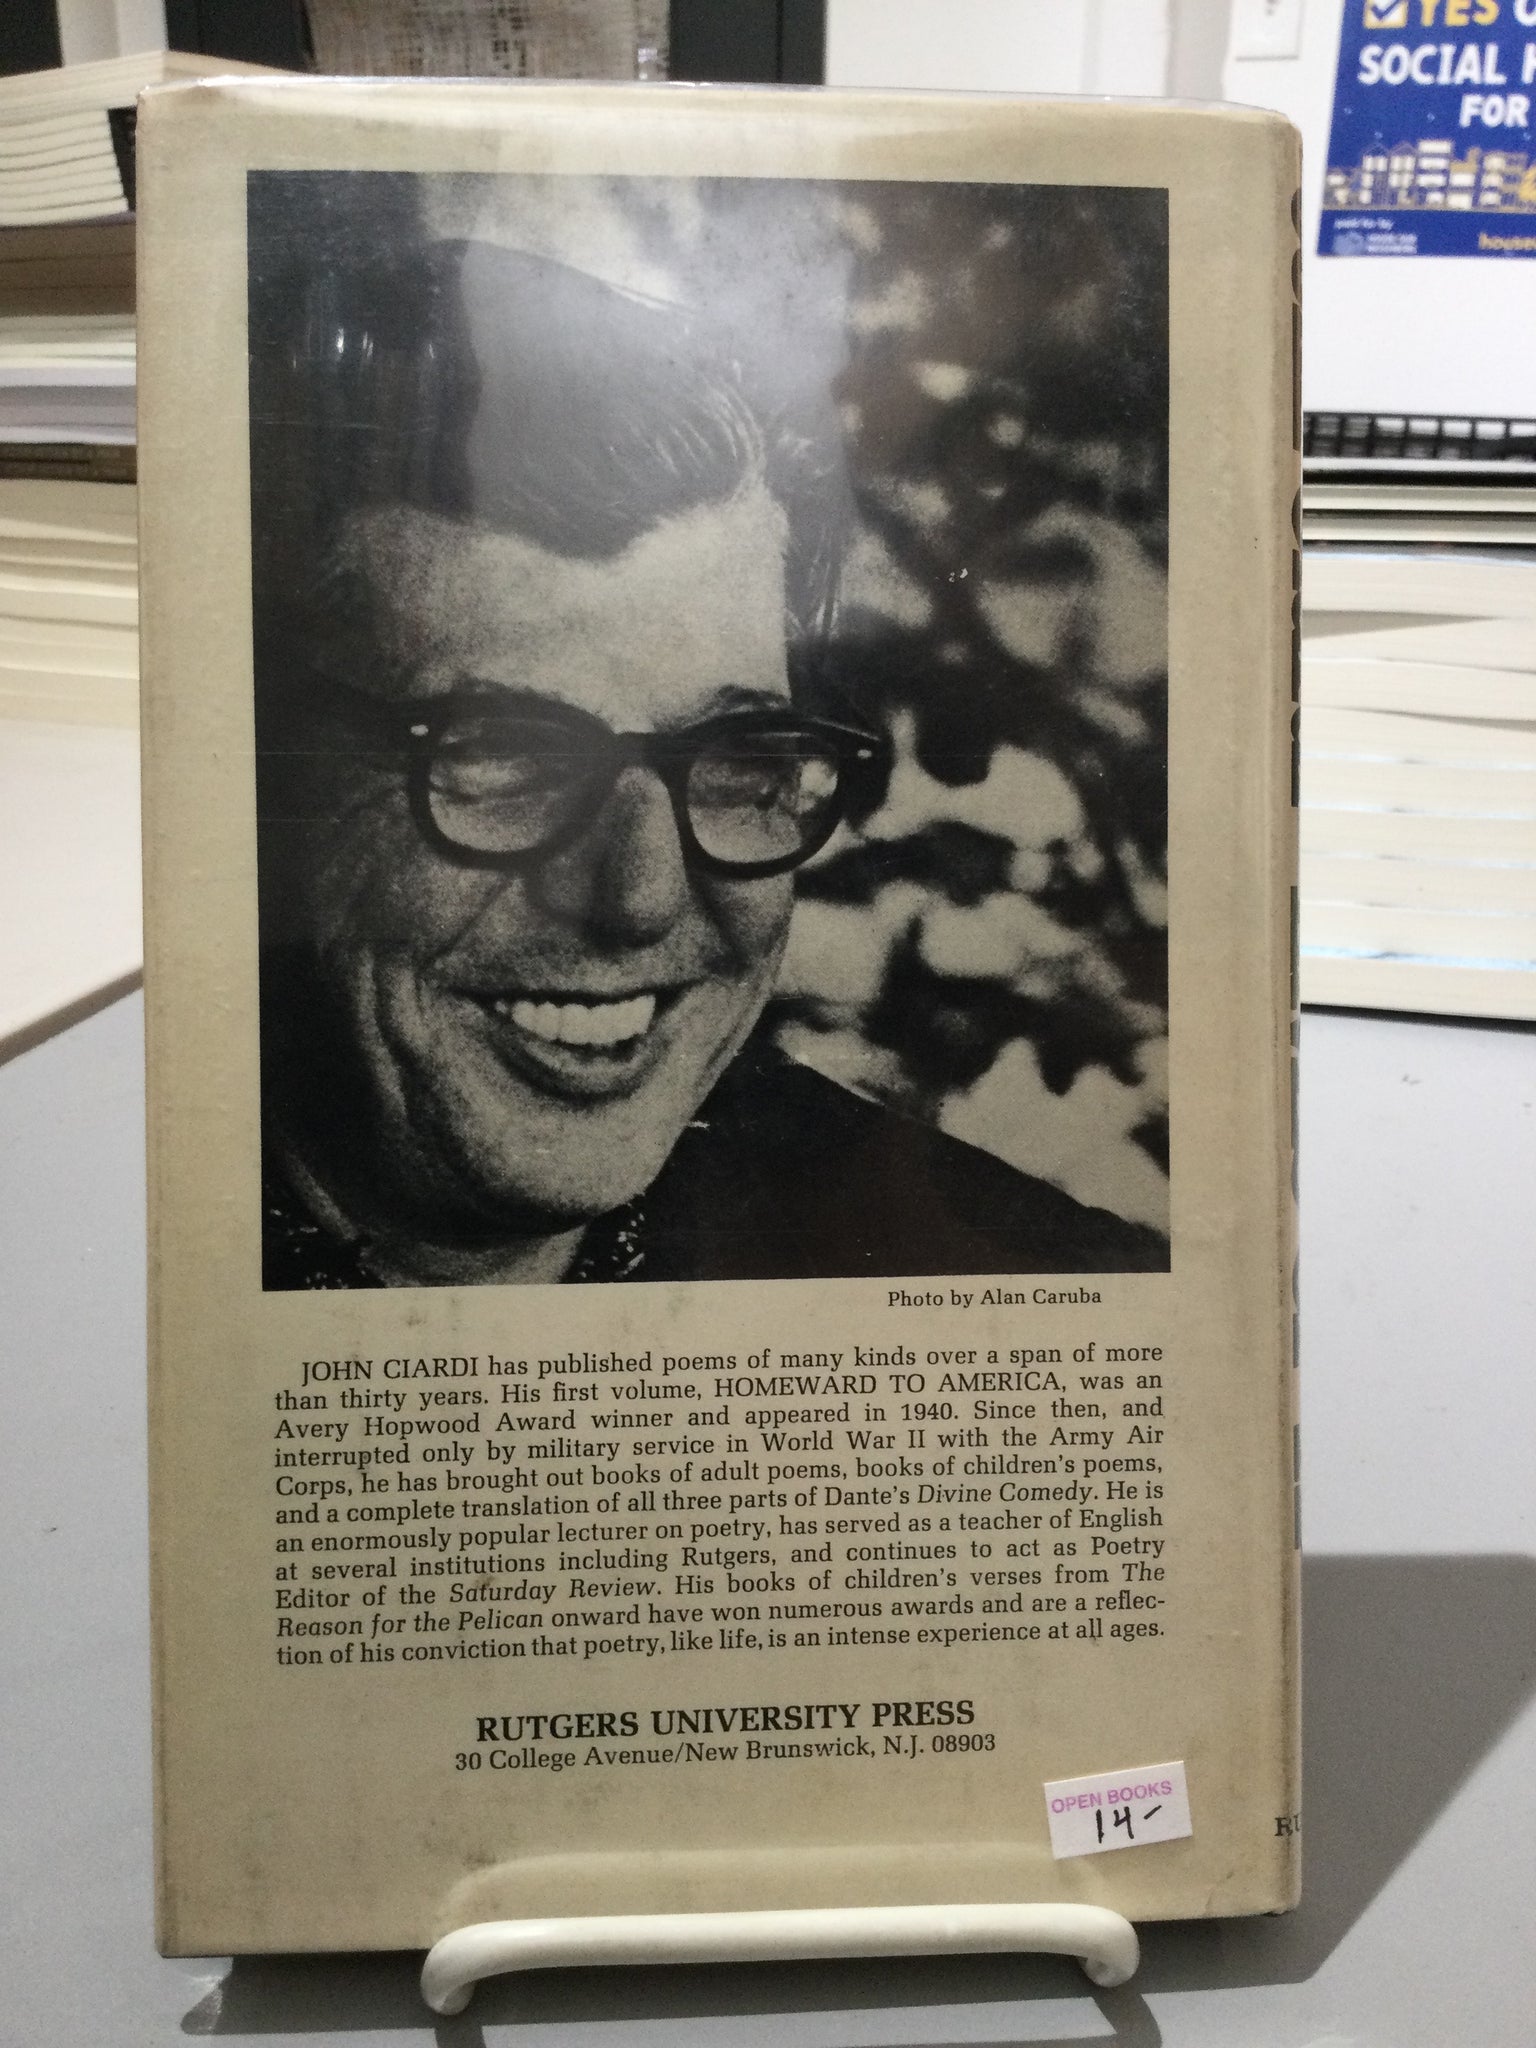 YES
SOCIAL
FOR
Photo by Alan Caruba
JOHN CIARDI has published poems of many kinds over a span of more
than thirty years. His first volume, HOMEWARD TO AMERICA, was an
Avery Hopwood Award winner and appeared in 1940. Since then, and
interrupted only by military service in World War II with the Army Air
Corps, he has brought out books of adult poems, books of children's poems,
and a complete translation of all three parts of Dante's Divine Comedy. He is
an enormously popular lecturer on poetry, has served as a teacher of English
at several institutions including Rutgers, and continues to act as Poetry
Editor of the Saturday Review. His books of children's verses from The
Reason for the Pelican onward have won numerous awards and are a reflec-
tion of his conviction that poetry, like life, is an intense experience at all ages.
RUTGERS UNIVERSITY PRESS
30 College Avenue/New Brunswick, N.J. 08903
OPEN BOOKS
14-